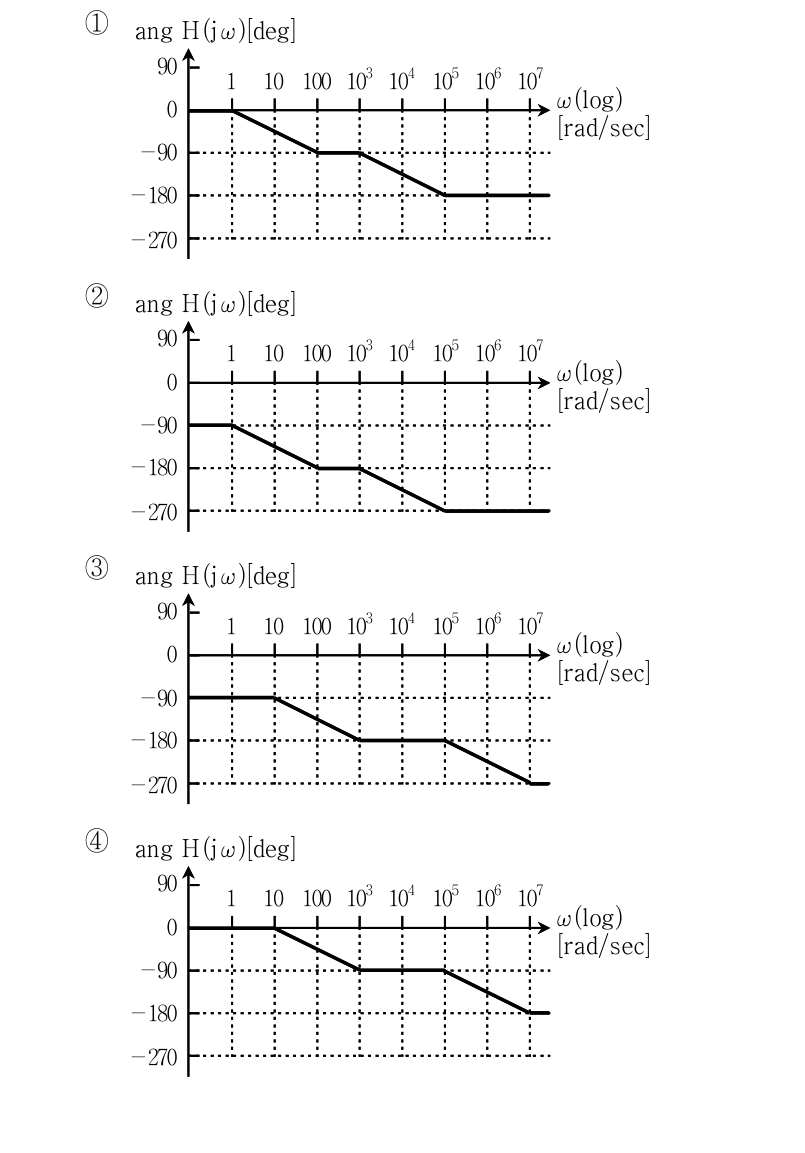 ① ang H(jω)[deg]
90
1 10 100 10³ 10⁴ 10⁵ 10⁶ 10⁷
0 ω(log)
[rad/sec]
−90
−180
−270
② ang H(jω)[deg]
90
1 10 100 10³ 10⁴ 10⁵ 10⁶ 10⁷
0 ω(log)
[rad/sec]
−90
−180
−270
③ ang H(jω)[deg]
90
1 10 100 10³ 10⁴ 10⁵ 10⁶ 10⁷
0 ω(log)
[rad/sec]
−90
−180
−270
④ ang H(jω)[deg]
90
1 10 100 10³ 10⁴ 10⁵ 10⁶ 10⁷
0 ω(log)
[rad/sec]
−90
−180
−270